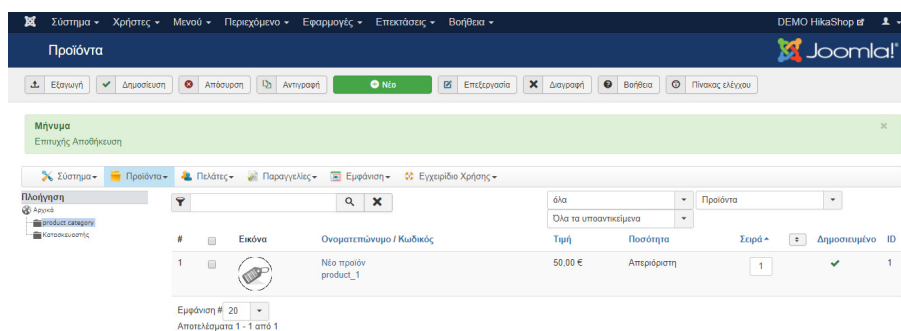 Σύστημα Χρήστες Μενού Περιεχόμενο Εφαρμογές Επεκτάσεις Βοήθεια DEMO HikaShop
Προϊόντα Joomla!®
Εξαγωγή Δημοσίευση Απόσυρση Αντιγραφή Νέο Επεξεργασία Διαγραφή Βοήθεια Πίνακας ελέγχου
Μήνυμα ×
Επιτυχής Αποθήκευση
Σύστημα Προϊόντα Πελάτες Παραγγελίες Εμφάνιση Εγχειρίδιο Χρήσης
Πλοήγηση
Αρχικό
product category
Κατασκευαστής
όλα Προϊόντα
Όλα τα υποαντικείμενα
# Εικόνα Ονοματεπώνυμο / Κωδικός Τιμή Ποσότητα Σειρά Δημοσιευμένο ID
1 Νέο προϊόν 50,00 € Απεριόριστη 1 1
product_1
Εμφάνιση # 20
Αποτελέσματα 1 - 1 από 1